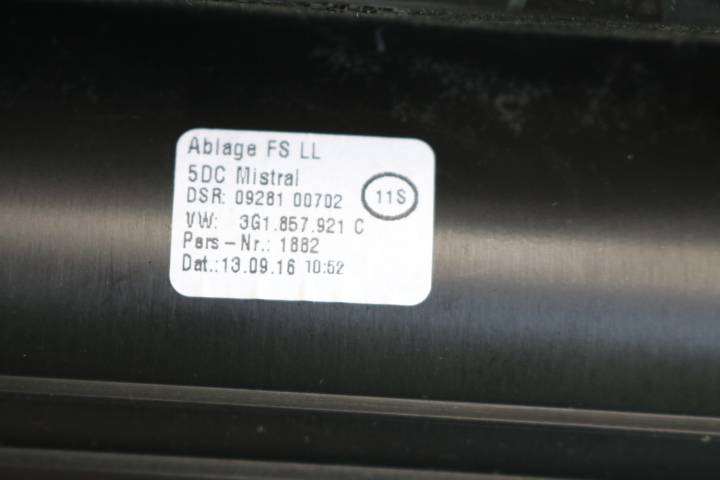 Ablage FS LL
5DC Mistral
DSR: 09281 00702
11S
VW: 3G1.857.921 C
Pers-Nr.: 1882
Dat.:13.09.16 10:52